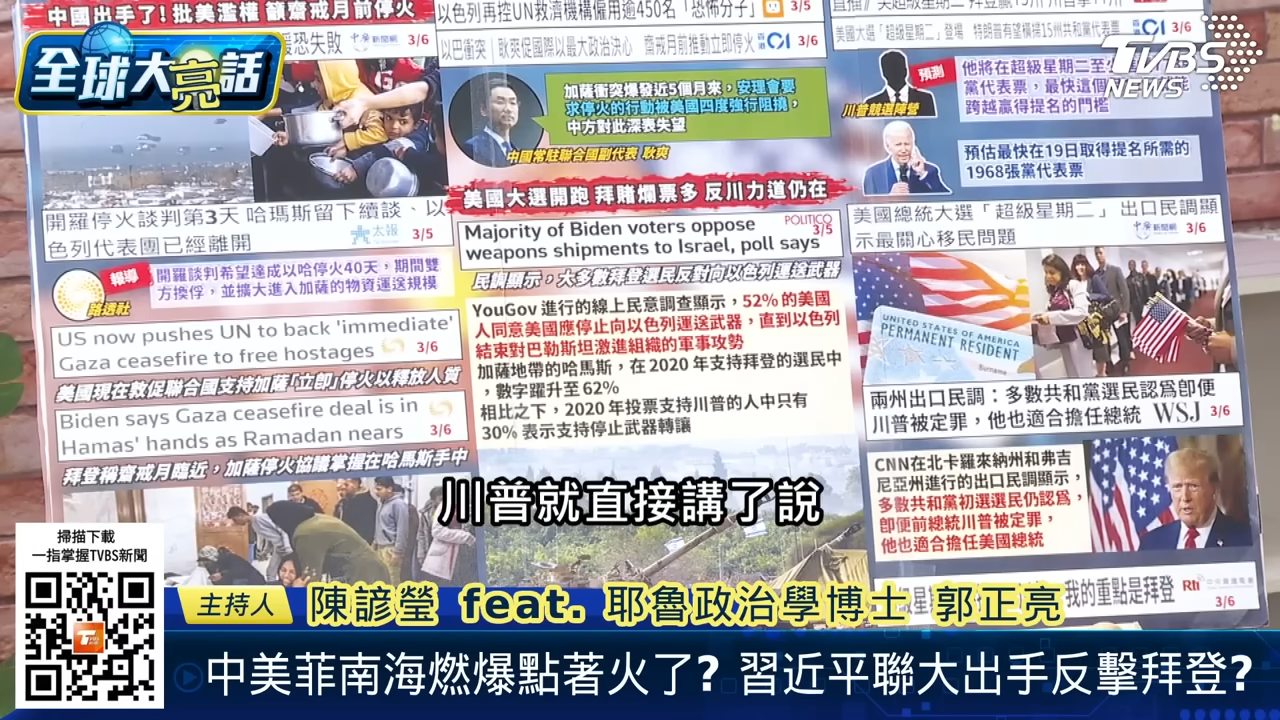 中國出手了!批美濫權 籲齋戒月前停火
以色列再控UN救濟機構僱用逾450名「恐怖分子」
3/5
援恐失敗
3/6
以巴衝突|耿爽促國際以最大政治決心 齋戒月前推動立即停火
3/6
美國大選「超級星期二」登場 特朗普有望橫掃15州共和黨代表票
3/6
全球大亮話
TVBS
NEWS
加薩衝突爆發近5個月來,安理會要
求停火的行動被美國四度強行阻撓,
中方對此深表失望
中國常駐聯合國副代表 耿爽
預測
川普競選陣營
他將在超級星期二至
黨代表票,最快這個
跨越贏得提名的門檻
預估最快在19日取得提名所需的
1968張黨代表票
開羅停火談判第3天 哈瑪斯留下續談、以
色列代表團已經離開
太報
3/5
報導
路透社
開羅談判希望達成以哈停火40天,期間雙
方換俘,並擴大進入加薩的物資運送規模
US now pushes UN to back 'immediate'
Gaza ceasefire to free hostages
3/6
美國現在敦促聯合國支持加薩「立即」停火以釋放人質
Biden says Gaza ceasefire deal is in
Hamas' hands as Ramadan nears
3/6
拜登稱齋戒月臨近,加薩停火協議掌握在哈馬斯手中
美國大選開跑 拜賭爛票多 反川力道仍在
Majority of Biden voters oppose
weapons shipments to Israel, poll says
POLITICO
3/5
民調顯示,大多數拜登選民反對向以色列運送武器
YouGov 進行的線上民意調查顯示,52% 的美國
人同意美國應停止向以色列運送武器,直到以色列
結束對巴勒斯坦激進組織的軍事攻勢
加薩地帶的哈馬斯,在 2020 年支持拜登的選民中
,數字躍升至 62%
相比之下,2020 年投票支持川普的人中只有
30% 表示支持停止武器轉讓
美國總統大選「超級星期二」 出口民調顯
示最關心移民問題
3/6
UNITED STATES OF AMERICA
PERMANENT RESIDENT
Surname
兩州出口民調:多數共和黨選民認為即便
川普被定罪,他也適合擔任總統
WSJ 3/6
CNN在北卡羅來納州和弗吉
尼亞州進行的出口民調顯示,
多數共和黨初選選民仍認為,
即便前總統川普被定罪,
他也適合擔任美國總統
我的重點是拜登
Rti
3/6
川普就直接講了說
掃描下載
一指掌握TVBS新聞
主持人
陳諺瑩 feat. 耶魯政治學博士 郭正亮
中美菲南海燃爆點著火了? 習近平聯大出手反擊拜登?